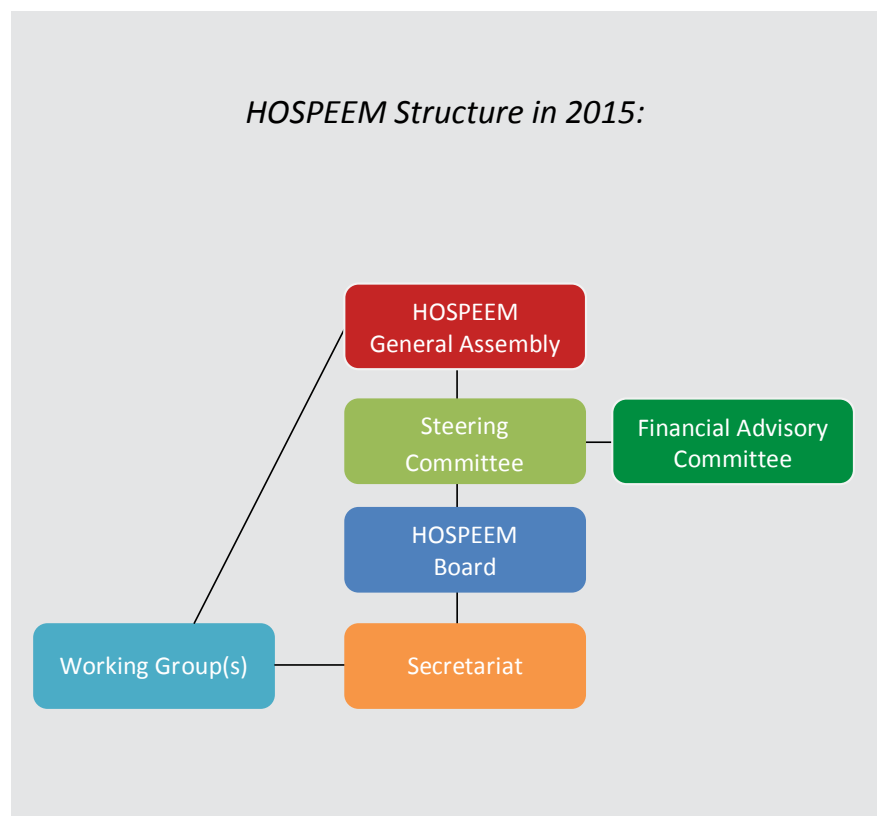 HOSPEEM Structure in 2015:
HOSPEEM
General Assembly
Steering
Committee
Financial Advisory
Committee
HOSPEEM
Board
Working Group(s)
Secretariat